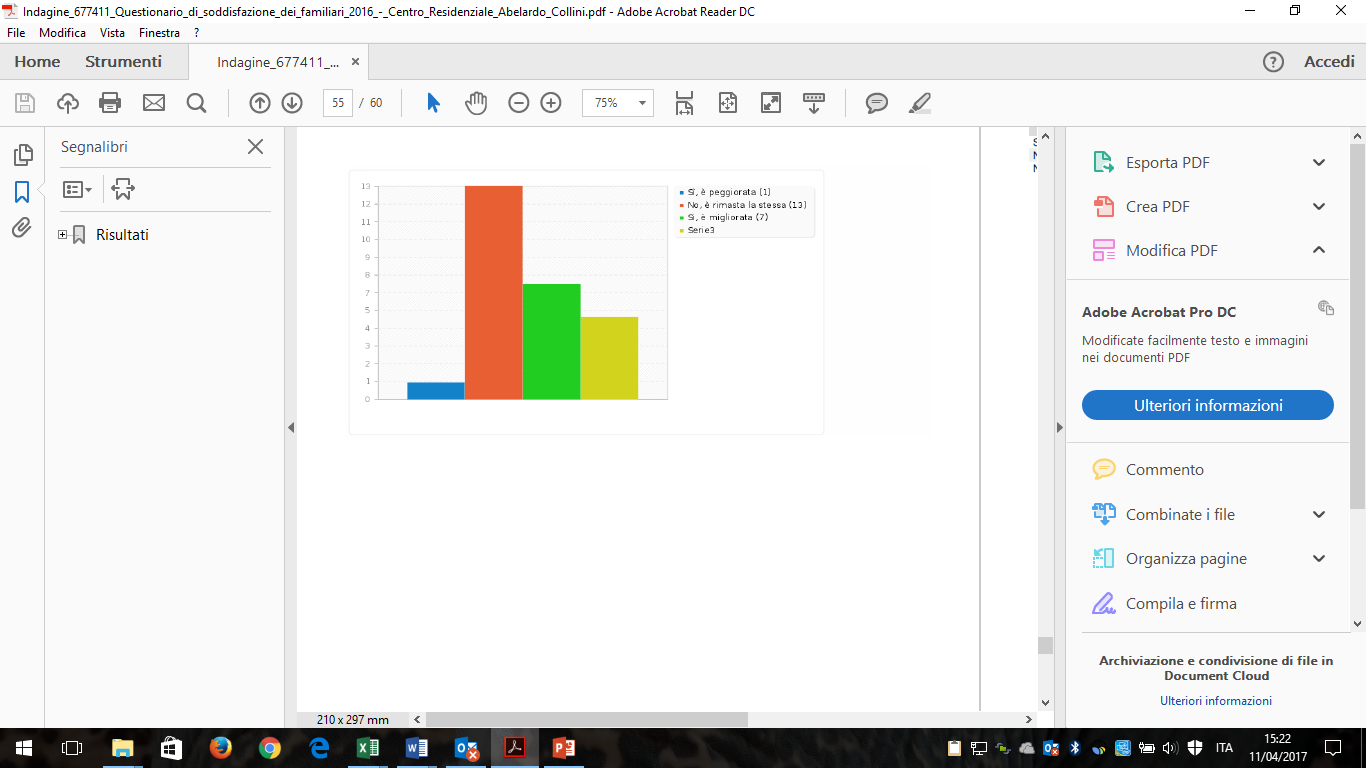 Indagine_677411_Questionario_di_soddisfazione_dei_familiari_2016_-_Centro_Residenziale_Abelardo_Collini.pdf - Adobe Acrobat Reader DC
File Modifica Vista Finestra ?
Home Strumenti Indagine_677411_... × ? Accedi
55 / 60 75%
Segnalibri
Risultati
13
12
11
10
9
8
7
5
4
3
2
1
0
Sì, è peggiorata (1)
No, è rimasta la stessa (13)
Sì, è migliorata (7)
Serie3
210 x 297 mm
Esporta PDF
Crea PDF
Modifica PDF
Adobe Acrobat Pro DC
Modificate facilmente testo e immagini
nei documenti PDF
Ulteriori informazioni
Commento
Combinate i file
Organizza pagine
Compila e firma
Archiviazione e condivisione di file in
Document Cloud
Ulteriori informazioni
ITA
15:22
11/04/2017